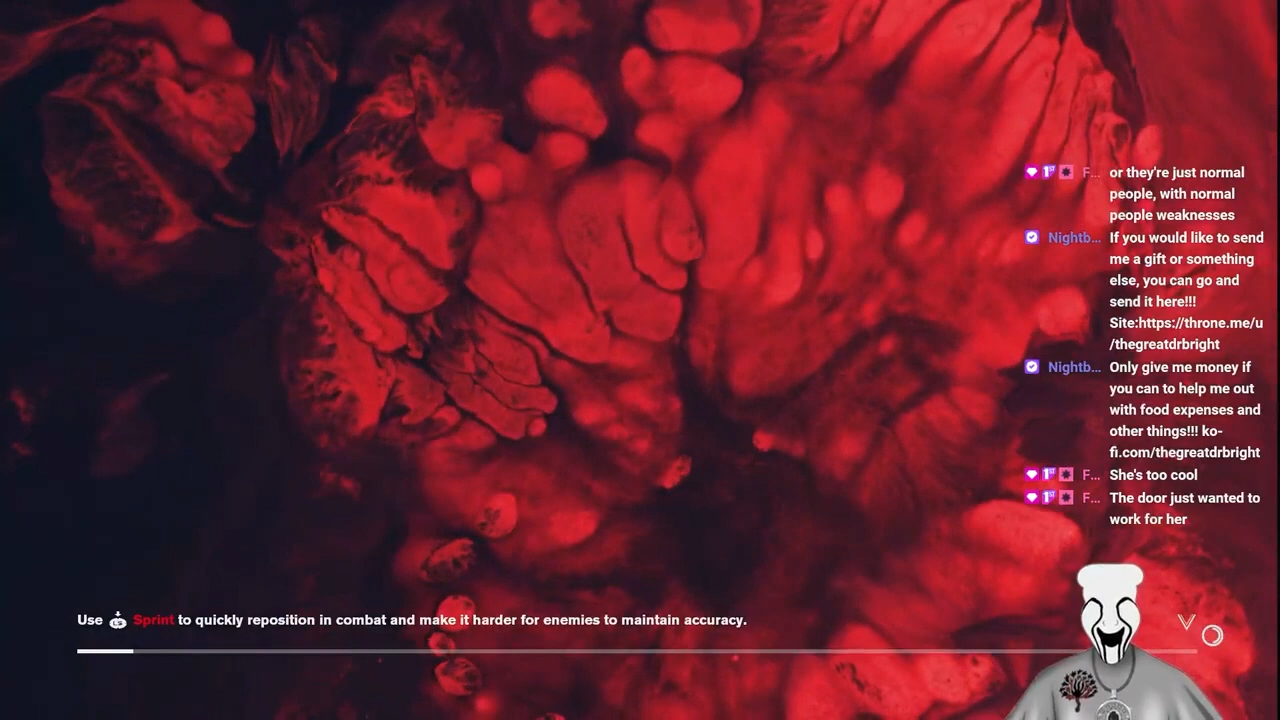 F... or they're just normal
people, with normal
people weaknesses
Nightb... If you would like to send
me a gift or something
else, you can go and
send it here!!!
Site:https://throne.me/u
/thegreatdrbright
Nightb... Only give me money if
you can to help me out
with food expenses and
other things!!! ko-
fi.com/thegreatdrbright
F... She's too cool
F... The door just wanted to
work for her
Use LS Sprint to quickly reposition in combat and make it harder for enemies to maintain accuracy.